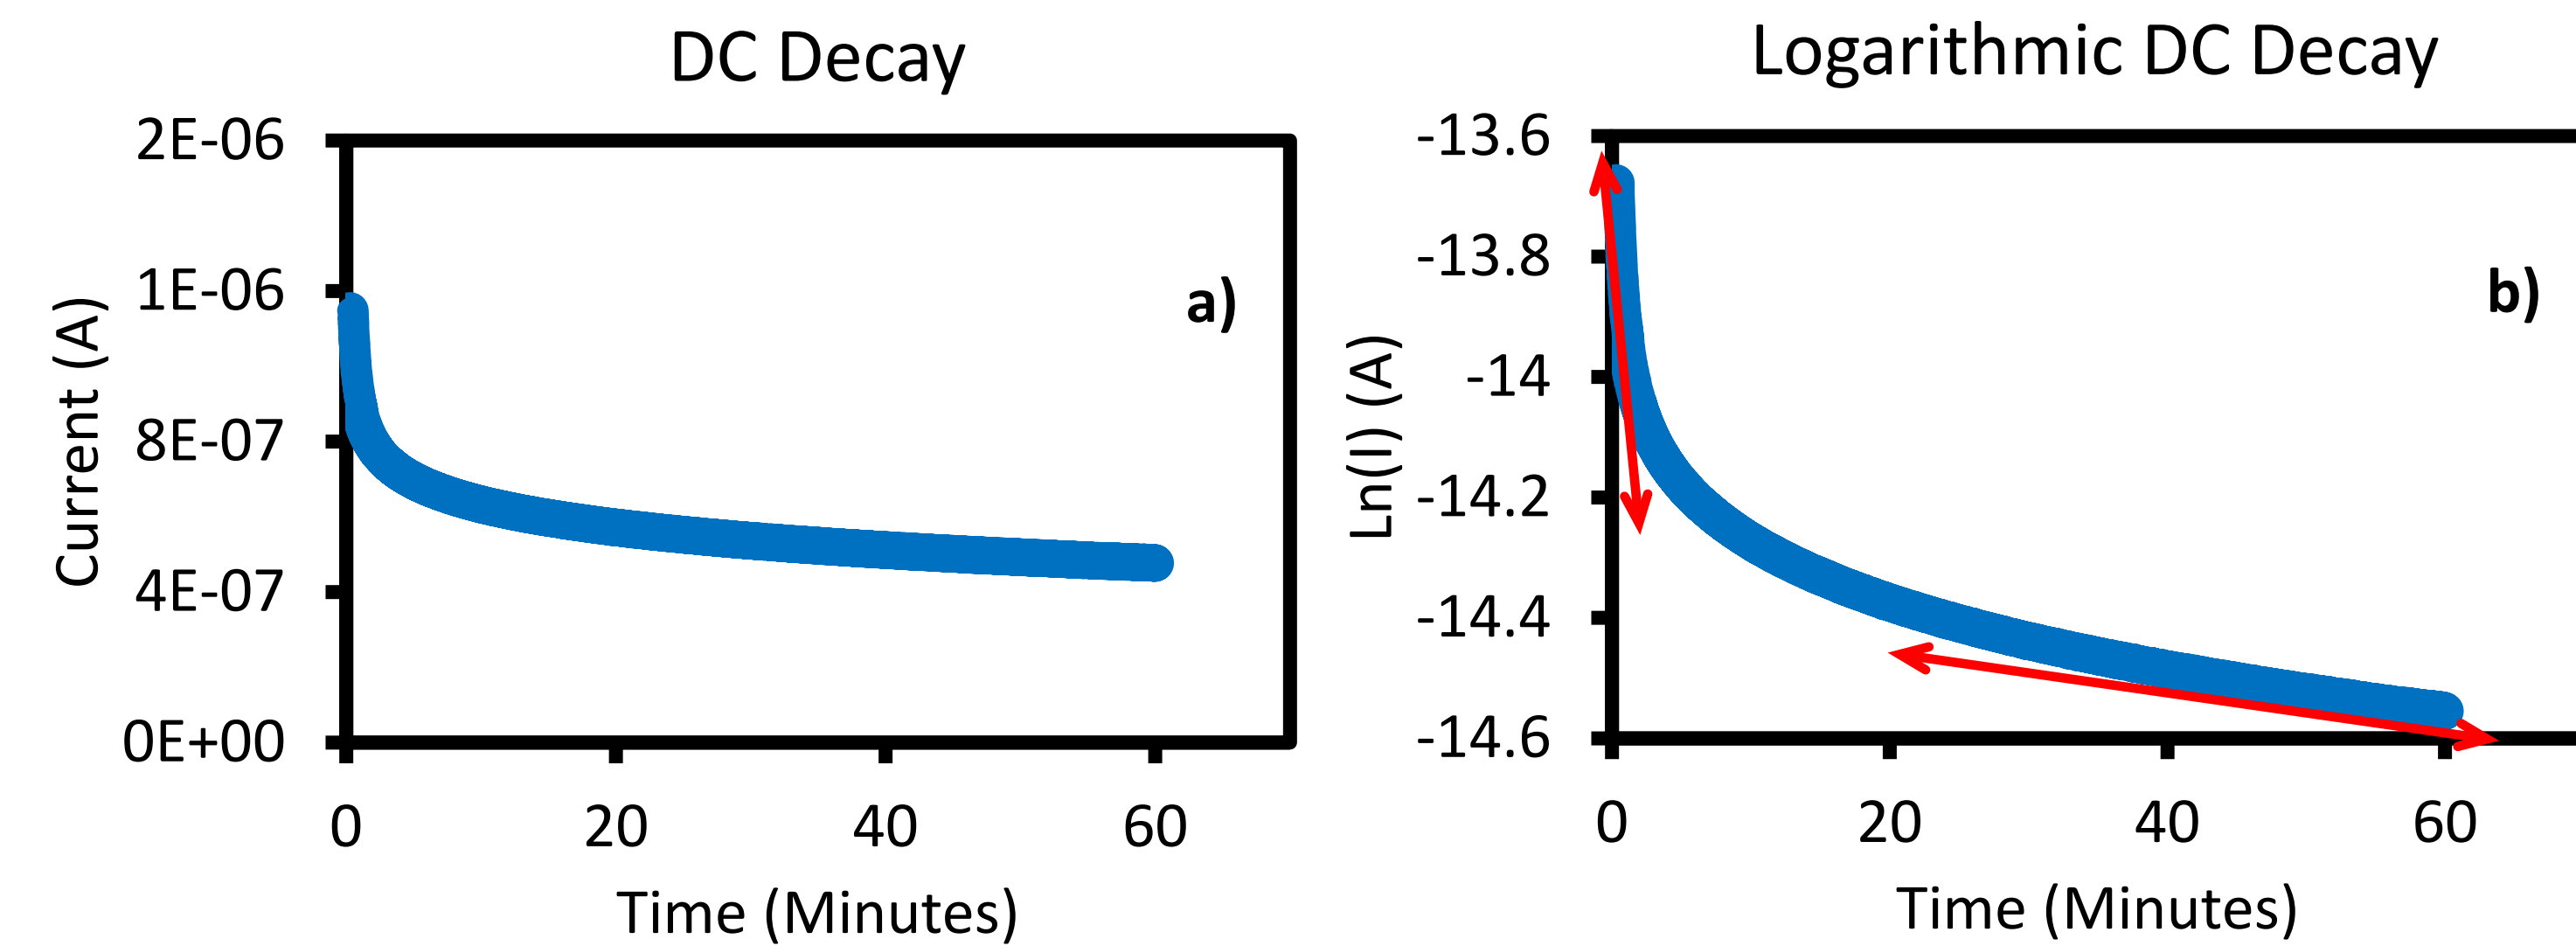 DC Decay
2E-06
1E-06
8E-07
4E-07
0E+00
Current (A)
a)
0 20 40 60
Time (Minutes)
Logarithmic DC Decay
-13.6
-13.8
-14
-14.2
-14.4
-14.6
Ln(I) (A)
b)
0 20 40 60
Time (Minutes)